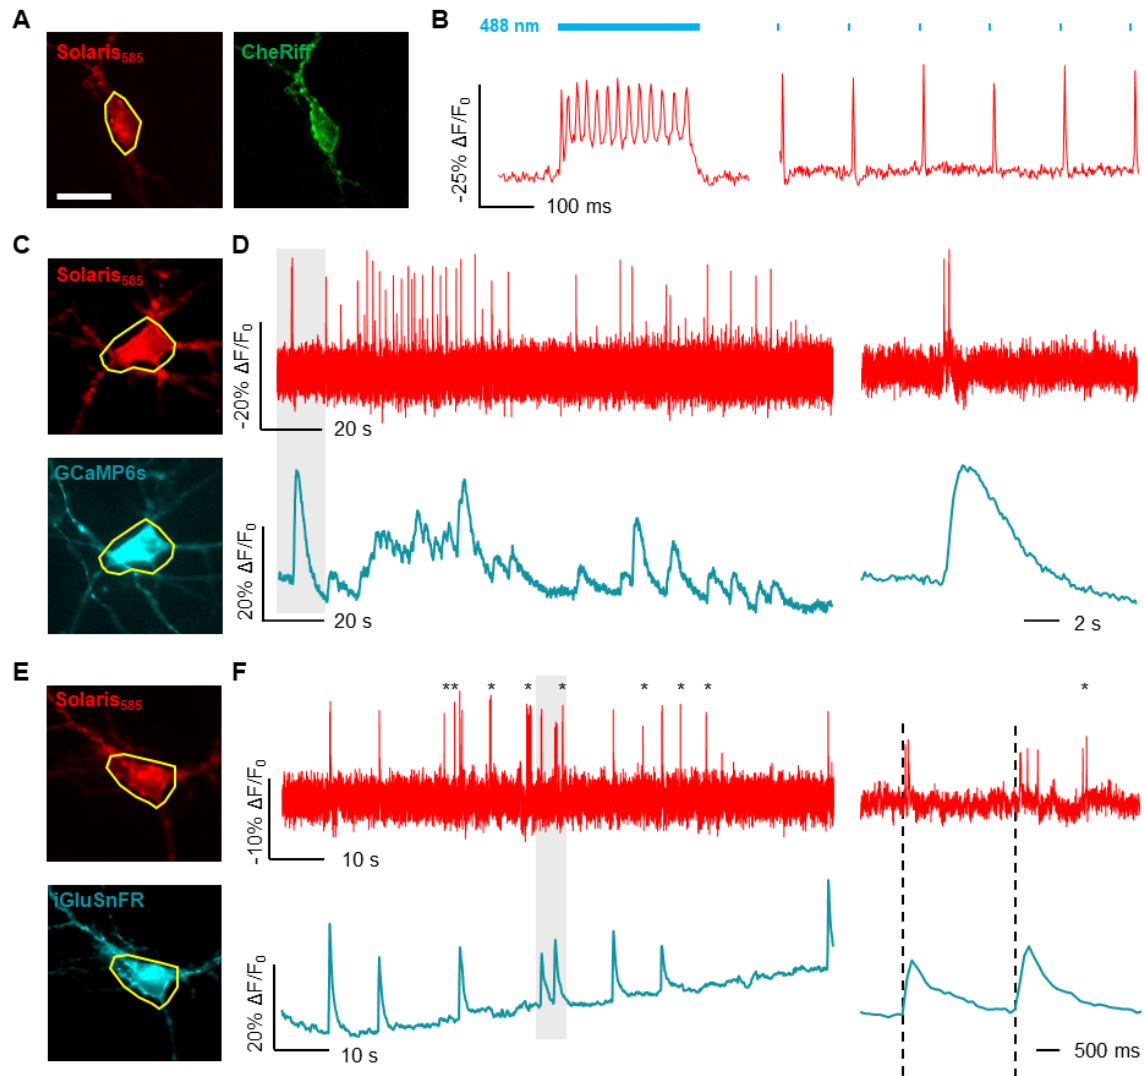 A
Solaris585
CheRiff
B
488 nm
-25% ΔF/F0
100 ms
C
Solaris585
GCaMP6s
D
-20% ΔF/F0
20 s
20% ΔF/F0
20 s
2 s
E
Solaris585
iGluSnFR
F
** * * * * * * *
-10% ΔF/F0
10 s
20% ΔF/F0
10 s
500 ms